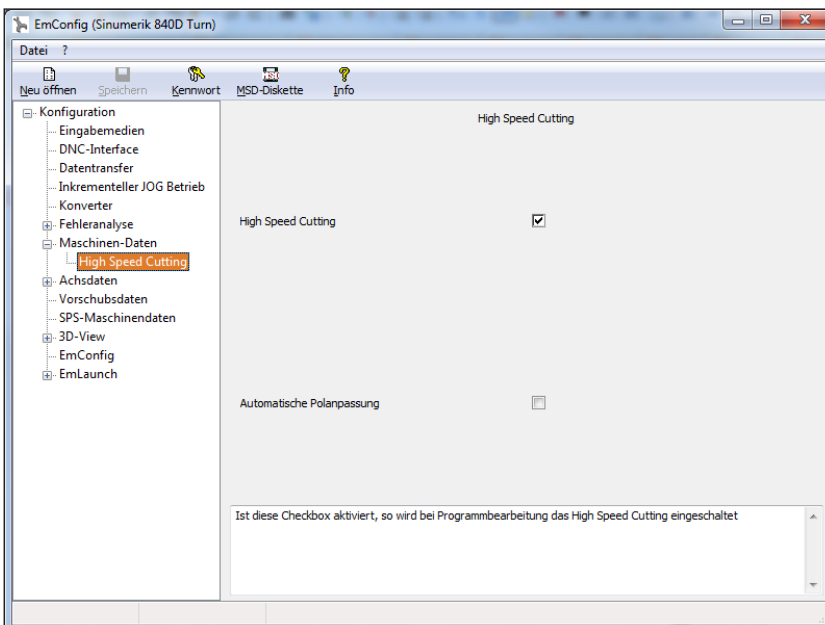 EmConfig (Sinumerik 840D Turn)
Datei ?
Neu öffnen Speichern Kennwort MSD-Diskette Info
Konfiguration
Eingabemedien
DNC-Interface
Datentransfer
Inkrementeller JOG Betrieb
Konverter
Fehleranalyse
Maschinen-Daten
High Speed Cutting
Achsdaten
Vorschubsdaten
SPS-Maschinendaten
3D-View
EmConfig
EmLaunch
High Speed Cutting
High Speed Cutting
Automatische Polanpassung
Ist diese Checkbox aktiviert, so wird bei Programmbearbeitung das High Speed Cutting eingeschaltet